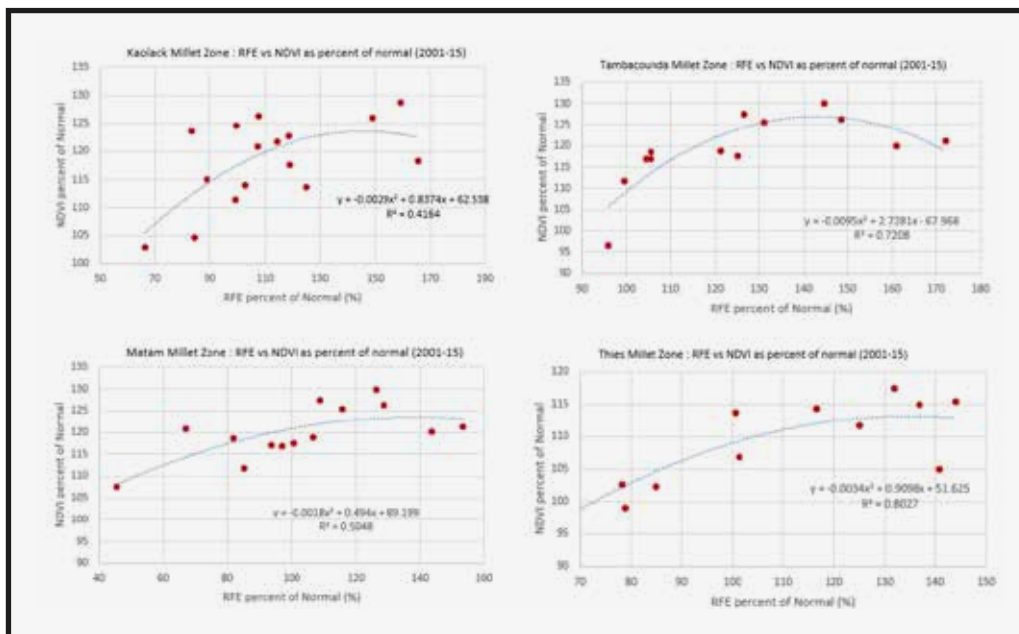 Kaolack Millet Zone : RFE vs NDVI as percent of normal (2001-15)
NDVI percent of Normal
135
130
125
120
115
110
105
100
y = -0.0029x² + 0.8374x + 62.538
R² = 0.4164
50 70 90 110 130 150 170 190
RFE percent of Normal (%)
Tambacounda Millet Zone : RFE vs NDVI as percent of normal (2001-15)
NDVI percent of Normal
135
130
125
120
115
110
105
100
95
90
y = -0.0095x² + 2.7281x - 67.968
R² = 0.7208
90 100 110 120 130 140 150 160 170 180
RFE percent of Normal (%)
Matam Millet Zone : RFE vs NDVI as percent of normal (2001-15)
NDVI percent of Normal
135
130
125
120
115
110
105
100
95
90
y = -0.0018x² + 0.494x +
R² = 0.5048
40 60 80 100 120 140 160
RFE percent of Normal (%)
Thies Millet Zone : RFE vs NDVI as percent of normal (2001-15)
NDVI percent of Normal
120
115
110
105
100
95
90
y = -0.0034x² + 0.9098x + 51.625
R² = 0.8027
70 80 90 100 110 120 130 140 150
RFE percent of Normal (%)